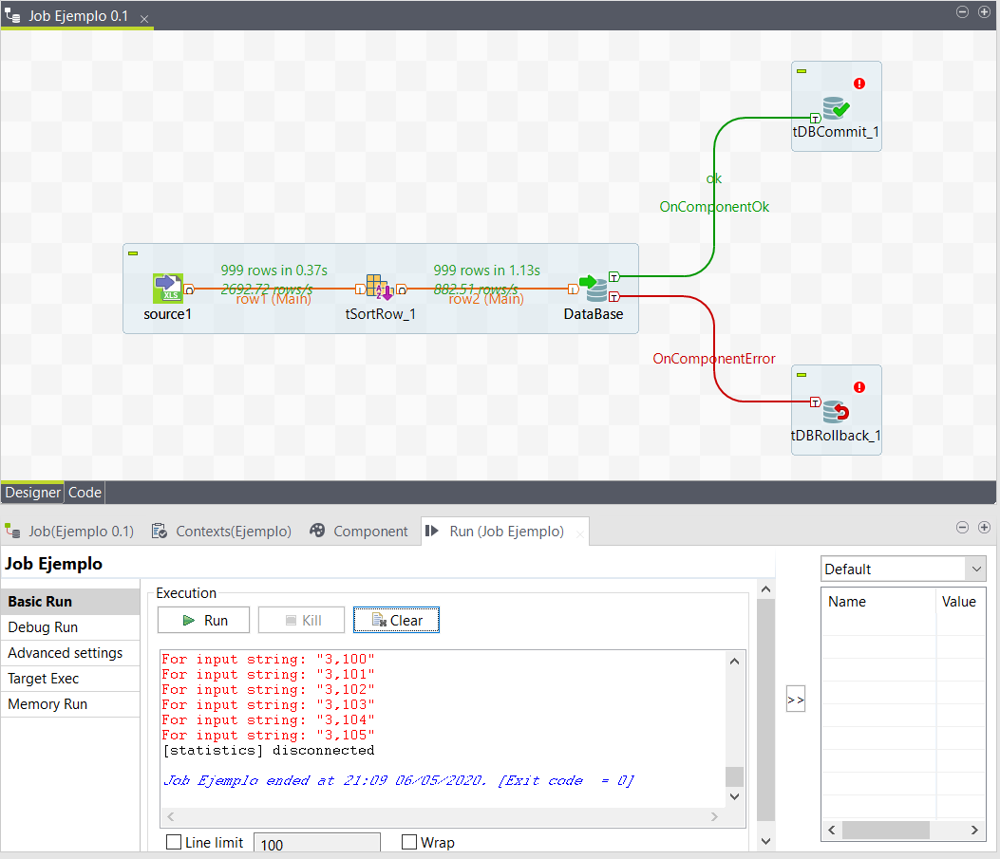 Job Ejemplo 0.1
tDBCommit_1
ok
OnComponentOk
999 rows in 0.37s
2692.72 rows/s
row1 (Main)
999 rows in 1.13s
882.51 rows/s
row2 (Main)
source1
tSortRow_1
DataBase
OnComponentError
tDBRollback_1
Designer Code
Job(Ejemplo 0.1) Contexts(Ejemplo) Component Run (Job Ejemplo)
Job Ejemplo
Default
Name Value
Basic Run
Debug Run
Advanced settings
Target Exec
Memory Run
Execution
Run Kill Clear
For input string: "3,100"
For input string: "3,101"
For input string: "3,102"
For input string: "3,103"
For input string: "3,104"
For input string: "3,105"
[statistics] disconnected
Job Ejemplo ended at 21:09 06/05/2020. [Exit code  = 0]
>>
Line limit 100 Wrap